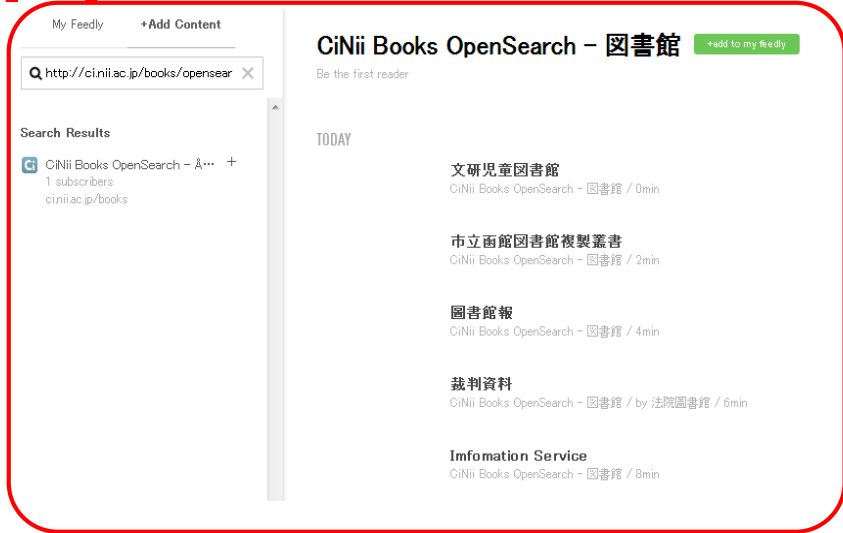 My Feedly +Add Content
http://ci.nii.ac.jp/books/opensear
Search Results
CiNii Books OpenSearch - Å… +
1 subscribers
ci.nii.ac.jp/books
CiNii Books OpenSearch - 図書館 +add to my feedly
Be the first reader
TODAY
文研児童図書館
CiNii Books OpenSearch - 図書館 / 0min
市立函館図書館複製叢書
CiNii Books OpenSearch - 図書館 / 2min
圖書館報
CiNii Books OpenSearch - 図書館 / 4min
裁判資料
CiNii Books OpenSearch - 図書館 / by 法院圖書館 / 6min
Imfomation Service
CiNii Books OpenSearch - 図書館 / 8min